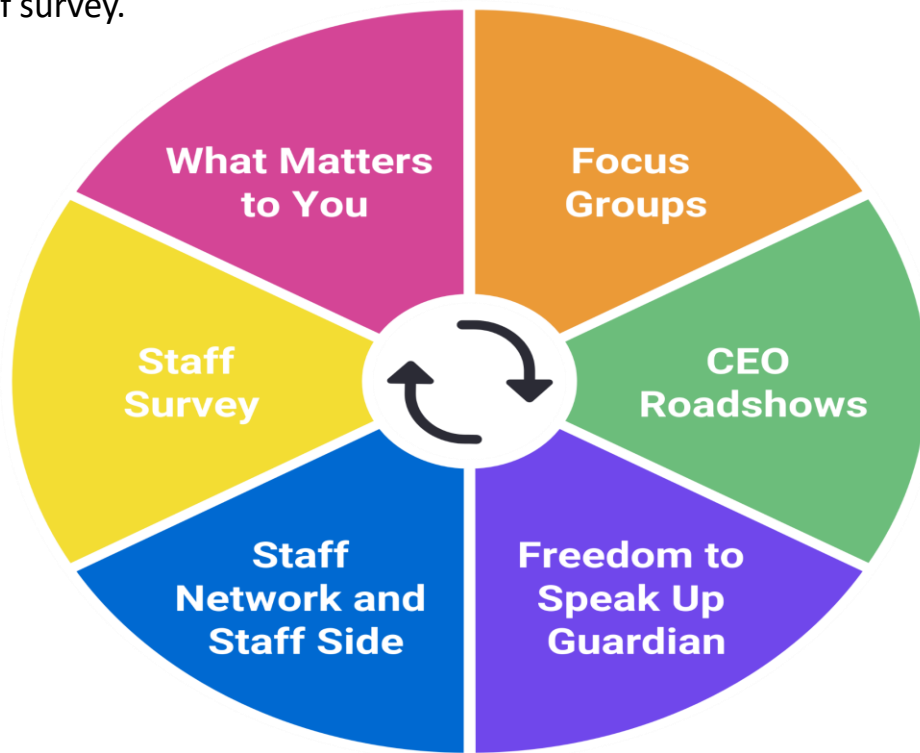 f survey.
What Matters
to You
Focus
Groups
CEO
Roadshows
Freedom to
Speak Up
Guardian
Staff
Network and
Staff Side
Staff
Survey